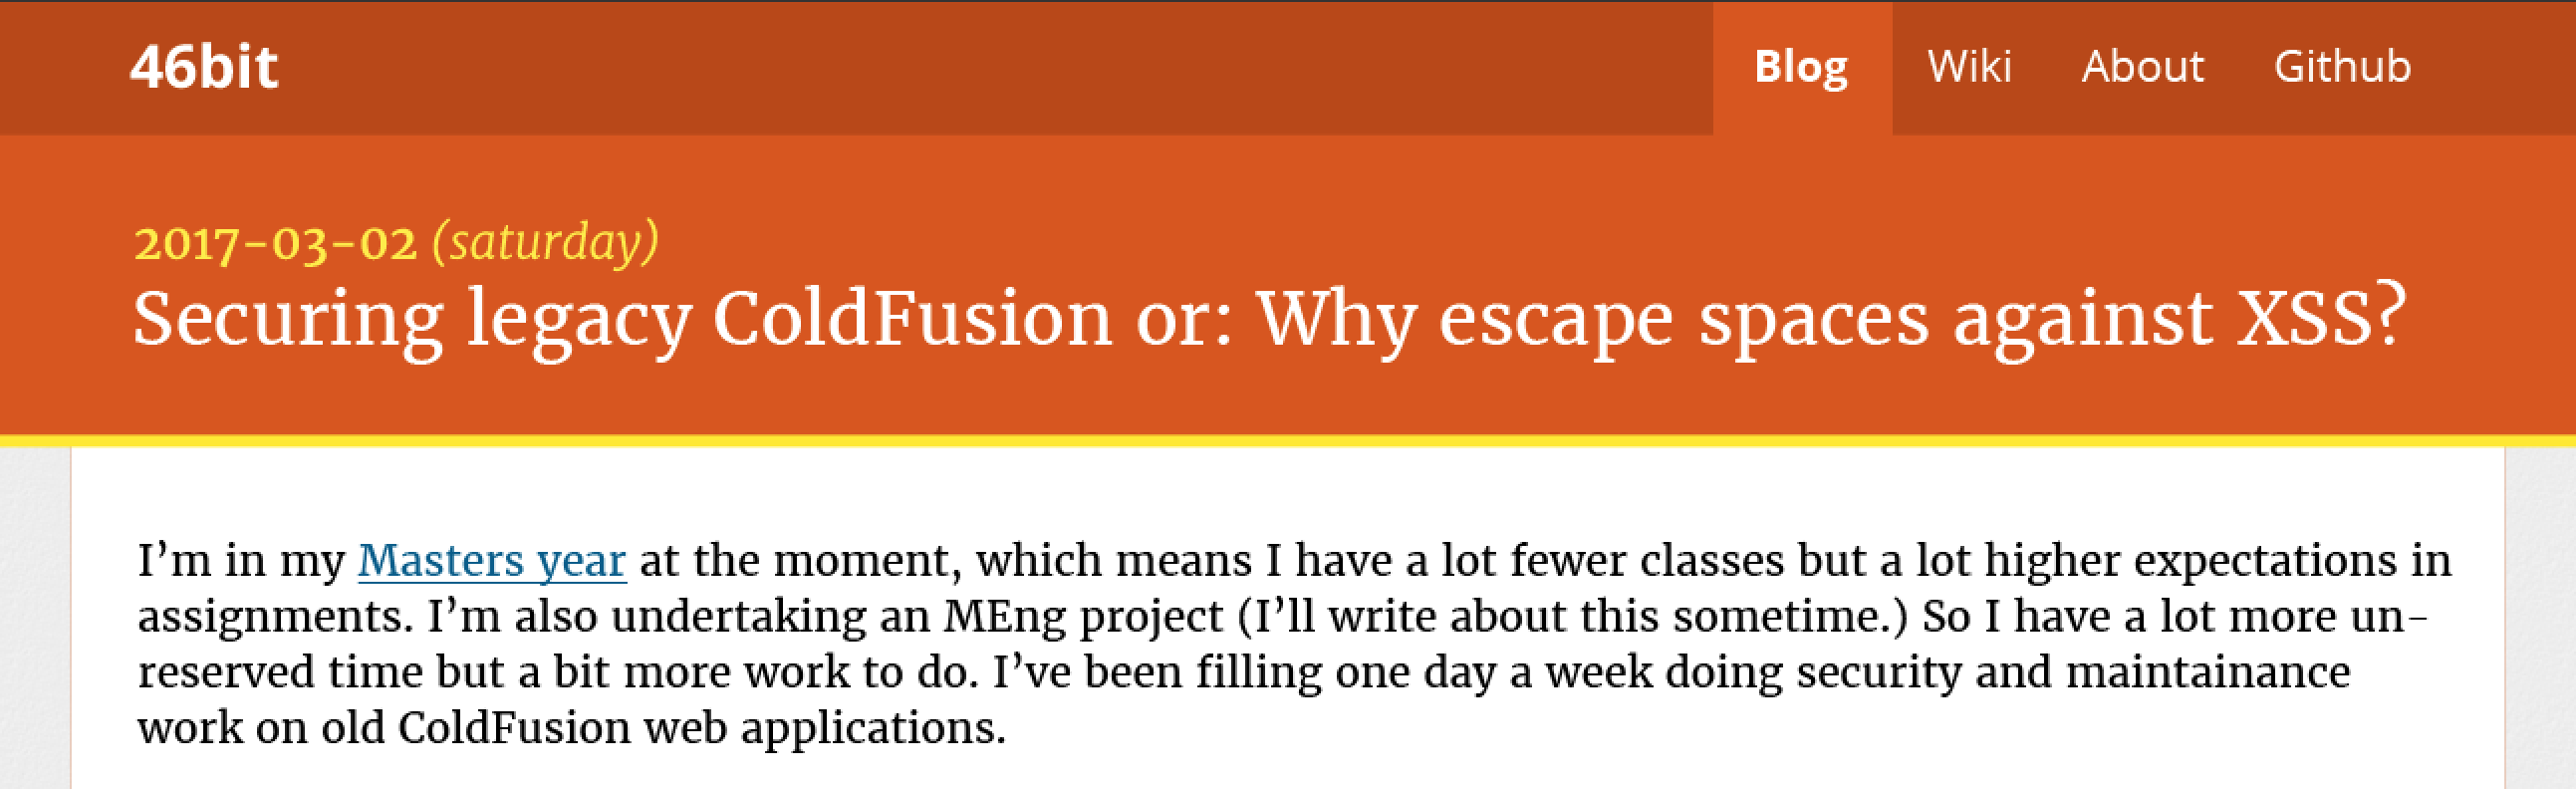 46bit
Blog Wiki About Github
2017-03-02 (saturday)
Securing legacy ColdFusion or: Why escape spaces against XSS?
I’m in my Masters year at the moment, which means I have a lot fewer classes but a lot higher expectations in
assignments. I’m also undertaking an MEng project (I’ll write about this sometime.) So I have a lot more un-
reserved time but a bit more work to do. I’ve been filling one day a week doing security and maintainance
work on old ColdFusion web applications.